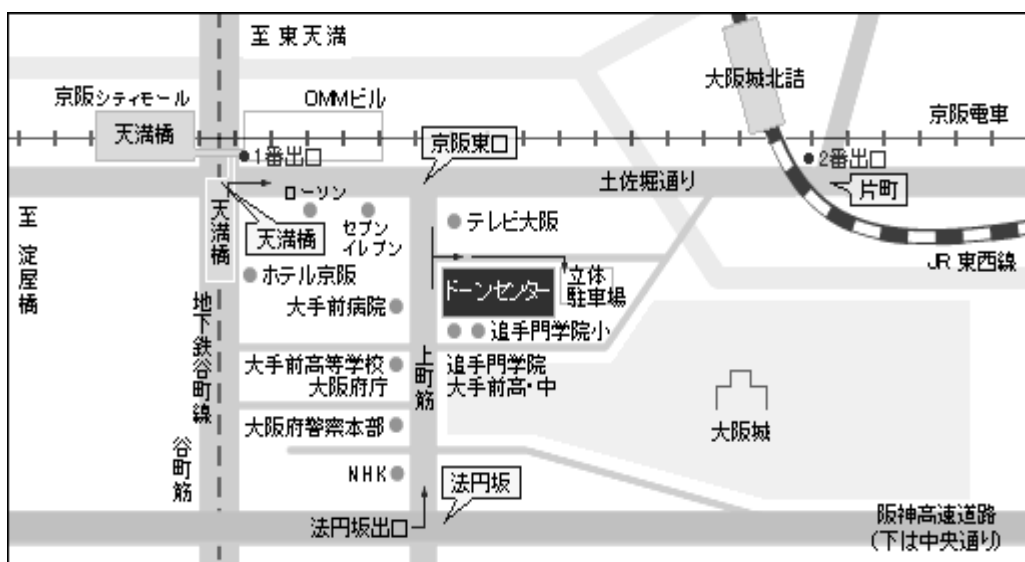 至 東天満
大阪城北詰
京阪シティモール
OMMビル
京阪電車
天満橋
京阪東口
1番出口
2番出口
土佐堀通り
片町
ローソン
天満橋
セブン
イレブン
天満橋
テレビ大阪
至 淀屋橋
JR 東西線
ホテル京阪
ドーンセンター
立体
駐車場
大手前病院
追手門学院小
地下鉄谷町線
大手前高等学校
大阪府庁
上町筋
追手門学院
大手前高・中
大阪府警察本部
大阪城
谷町筋
NHK
法円坂
法円坂出口
阪神高速道路
(下は中央通り)